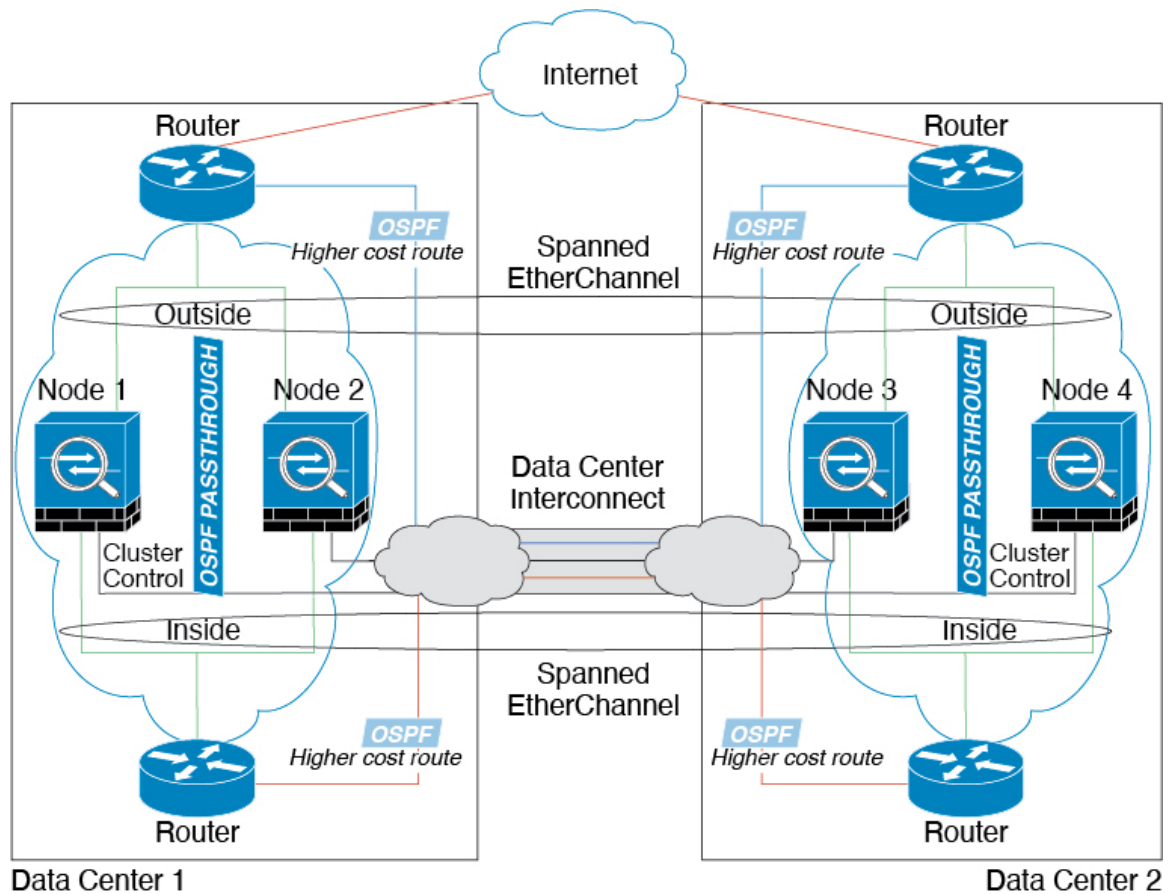 Internet
Router
Router
OSPF
Higher cost route
OSPF
Higher cost route
Spanned
EtherChannel
Outside
Outside
Node 1
Node 2
Node 3
Node 4
OSPF PASSTHROUGH
OSPF PASSTHROUGH
Data Center
Interconnect
Cluster
Control
Cluster
Control
Inside
Inside
Spanned
EtherChannel
OSPF
Higher cost route
OSPF
Higher cost route
Router
Router
Data Center 1
Data Center 2